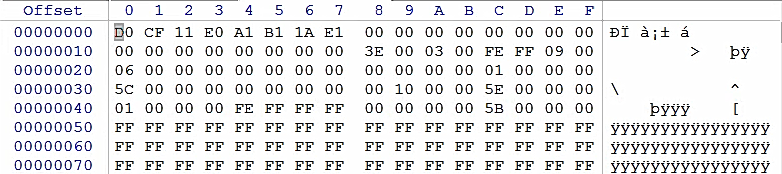 Offset 0 1 2 3 4 5 6 7 8 9 A B C D E F
00000000 D0 CF 11 E0 A1 B1 1A E1 00 00 00 00 00 00 00 00 ÐÏ à¡± á
00000010 00 00 00 00 00 00 00 00 3E 00 03 00 FE FF 09 00 > þÿ
00000020 06 00 00 00 00 00 00 00 00 00 00 00 01 00 00 00
00000030 5C 00 00 00 00 00 00 00 00 10 00 00 5E 00 00 00 \ ^
00000040 01 00 00 00 FE FF FF FF 00 00 00 00 5B 00 00 00 þÿÿÿ [
00000050 FF FF FF FF FF FF FF FF FF FF FF FF FF FF FF FF ÿÿÿÿÿÿÿÿÿÿÿÿÿÿÿÿ
00000060 FF FF FF FF FF FF FF FF FF FF FF FF FF FF FF FF ÿÿÿÿÿÿÿÿÿÿÿÿÿÿÿÿ
00000070 FF FF FF FF FF FF FF FF FF FF FF FF FF FF FF FF ÿÿÿÿÿÿÿÿÿÿÿÿÿÿÿÿ